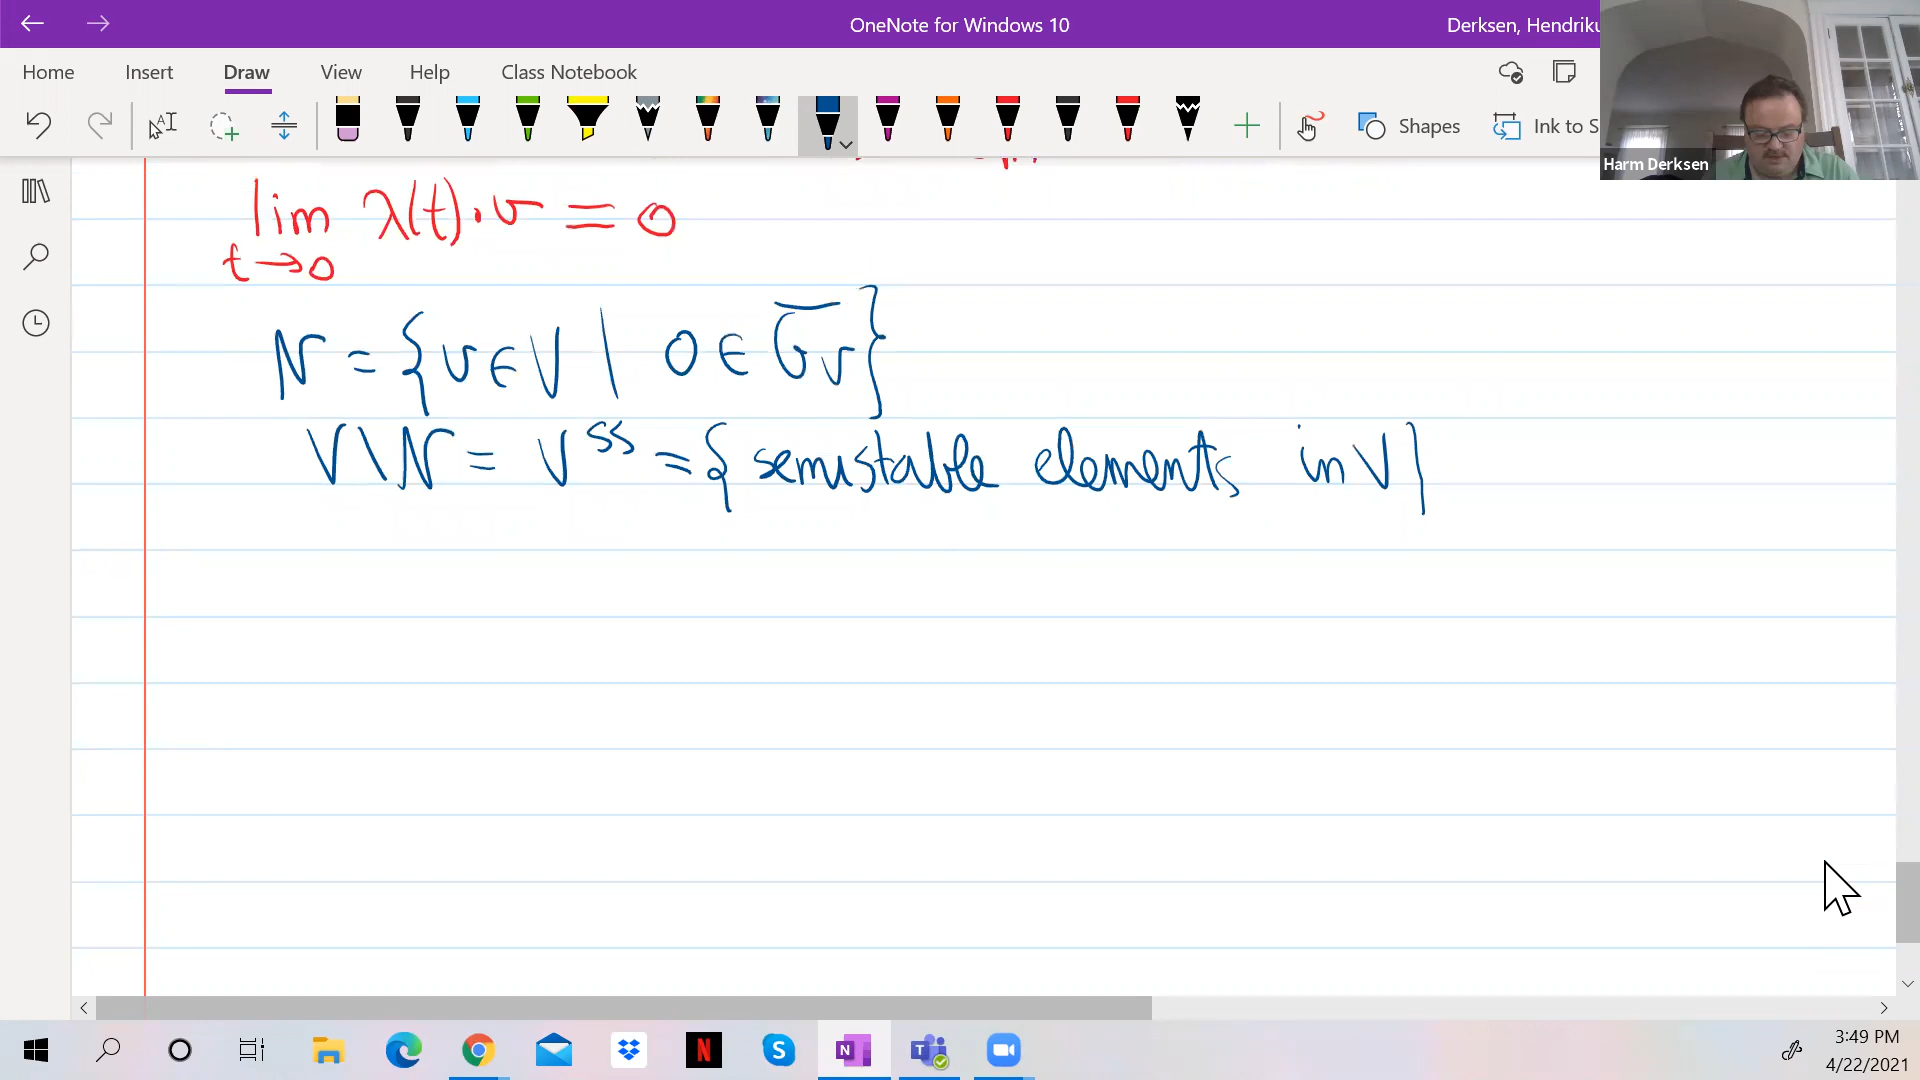 OneNote for Windows 10
Derksen, Hendriku
Home Insert Draw View Help Class Notebook
Shapes
Ink to S
Harm Derksen
lim λ(t)·v = 0
t→0
N = {v∈V | 0 ∈ \overline{Gv}}
V\N = V^{ss} = {semistable elements in V}
3:49 PM
4/22/2021